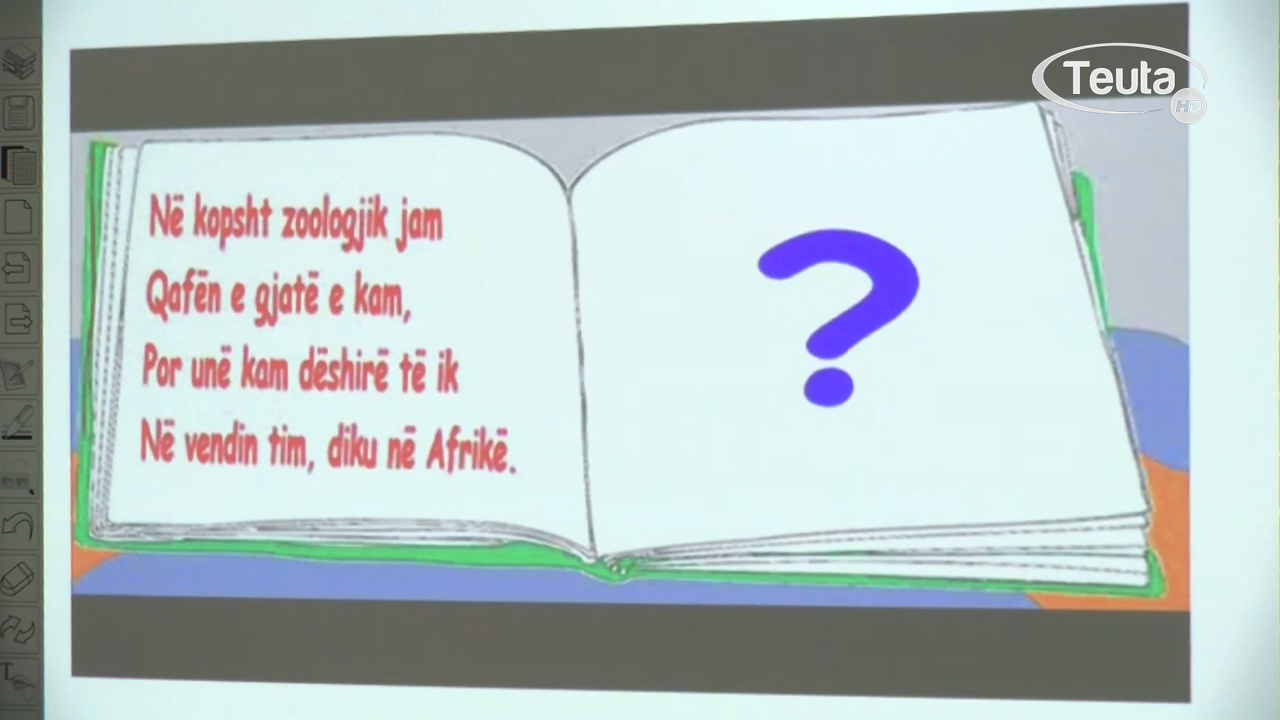 Teuta
HD
Në kopsht zoologjik jam
Qafën e gjatë e kam,
Por unë kam dëshirë të ik
Në vendin tim, diku në Afrikë.
?
T